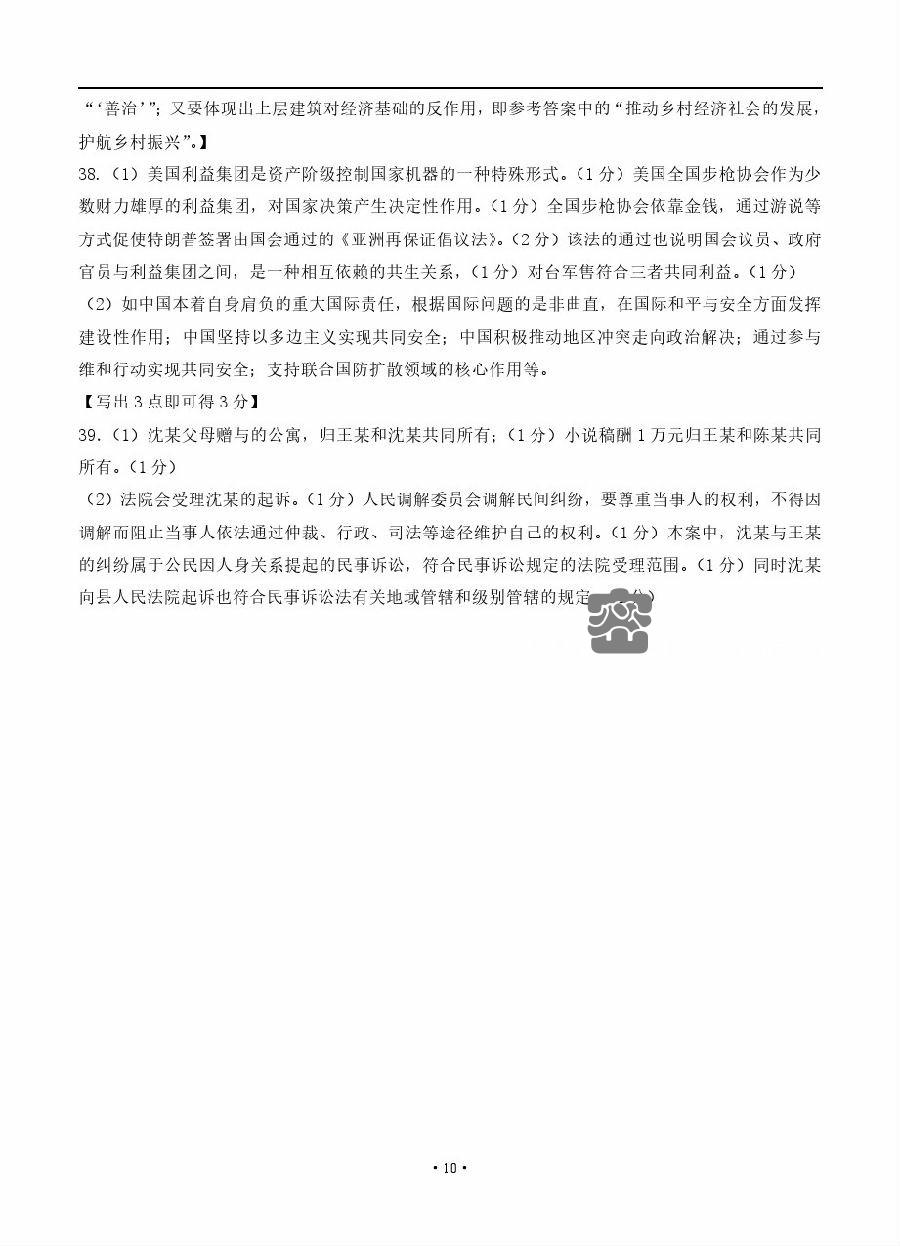 “‘善治’”；又要体现出上层建筑对经济基础的反作用，即参考答案中的“推动乡村经济社会的发展，
护航乡村振兴”。】
38.（1）美国利益集团是资产阶级控制国家机器的一种特殊形式。（1分）美国全国步枪协会作为少
数财力雄厚的利益集团，对国家决策产生决定性作用。（1分）全国步枪协会依靠金钱，通过游说等
方式促使特朗普签署由国会通过的《亚洲再保证倡议法》。（2分）该法的通过也说明国会议员、政府
官员与利益集团之间，是一种相互依赖的共生关系，（1分）对台军售符合三者共同利益。（1分）
（2）如中国本着自身肩负的重大国际责任，根据国际问题的是非曲直，在国际和平与安全方面发挥
建设性作用；中国坚持以多边主义实现共同安全；中国积极推动地区冲突走向政治解决；通过参与
维和行动实现共同安全；支持联合国防扩散领域的核心作用等。
【写出3点即可得3分】
39.（1）沈某父母赠与的公寓，归王某和沈某共同所有；（1分）小说稿酬1万元归王某和陈某共同
所有。（1分）
（2）法院会受理沈某的起诉。（1分）人民调解委员会调解民间纠纷，要尊重当事人的权利，不得因
调解而阻止当事人依法通过仲裁、行政、司法等途径维护自己的权利。（1分）本案中，沈某与王某
的纠纷属于公民因人身关系提起的民事诉讼，符合民事诉讼规定的法院受理范围。（1分）同时沈某
向县人民法院起诉也符合民事诉讼法有关地域管辖和级别管辖的规定 分）
·10·